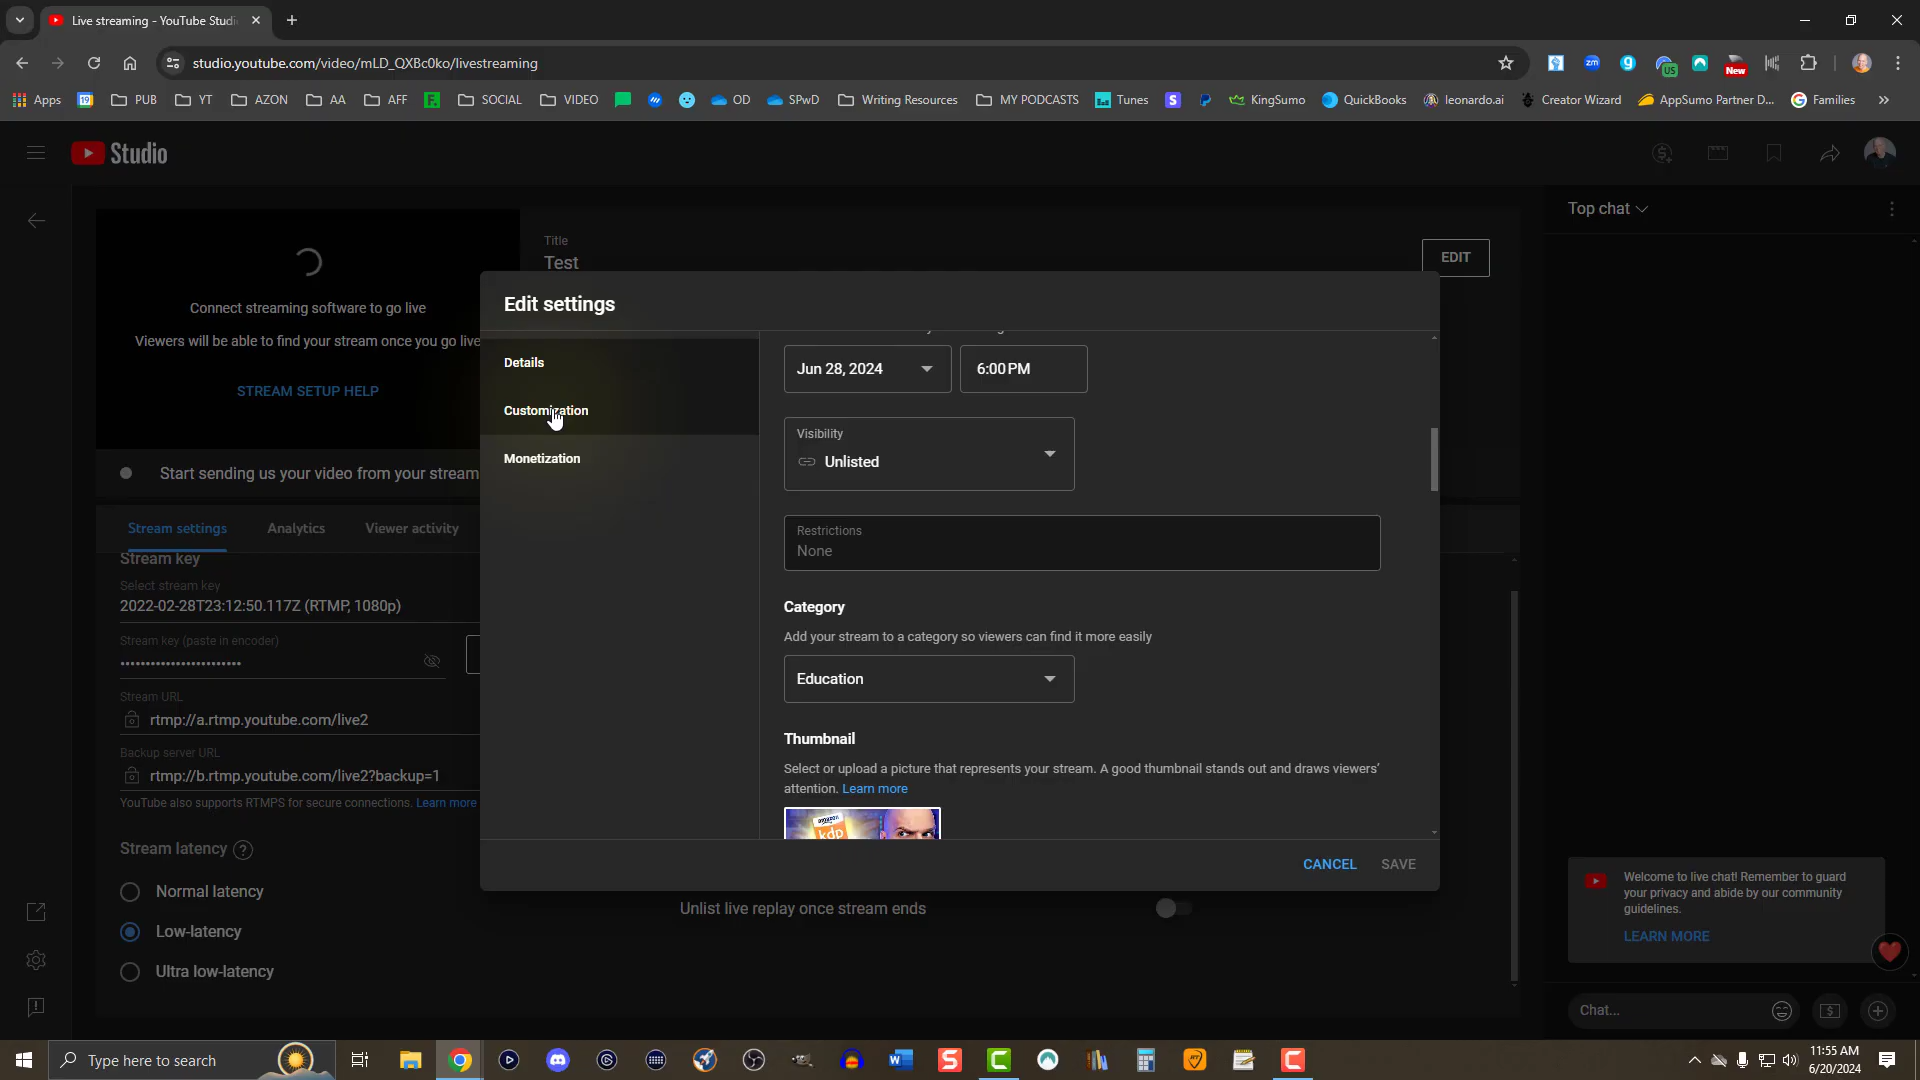 Live streaming - YouTube Studi
studio.youtube.com/video/mLD_QXBc0ko/livestreaming
zm
US
New
Apps
PUB
YT
AZON
AA
AFF
SOCIAL
VIDEO
OD
SPwD
Writing Resources
MY PODCASTS
Tunes
KingSumo
QuickBooks
leonardo.ai
Creator Wizard
AppSumo Partner D...
Families
Studio
Top chat
Connect streaming software to go live
Viewers will be able to find your stream once you go live
STREAM SETUP HELP
Title
Test
EDIT
Start sending us your video from your stream
Stream settings
Analytics
Viewer activity
Stream key
Select stream key
2022-02-28T23:12:50.117Z (RTMP, 1080p)
Stream key (paste in encoder)
••••••••••••••••••••••••
Stream URL
rtmp://a.rtmp.youtube.com/live2
Backup server URL
rtmp://b.rtmp.youtube.com/live2?backup=1
YouTube also supports RTMPS for secure connections. Learn more
Stream latency
Normal latency
Low-latency
Ultra low-latency
Unlist live replay once stream ends
Edit settings
Details
Customization
Monetization
Jun 28, 2024
6:00 PM
Visibility
Unlisted
Restrictions
None
Category
Add your stream to a category so viewers can find it more easily
Education
Thumbnail
Select or upload a picture that represents your stream. A good thumbnail stands out and draws viewers'
attention. Learn more
amazon
kdp
CANCEL
SAVE
Welcome to live chat! Remember to guard
your privacy and abide by our community
guidelines.
LEARN MORE
Chat...
Type here to search
11:55 AM
6/20/2024